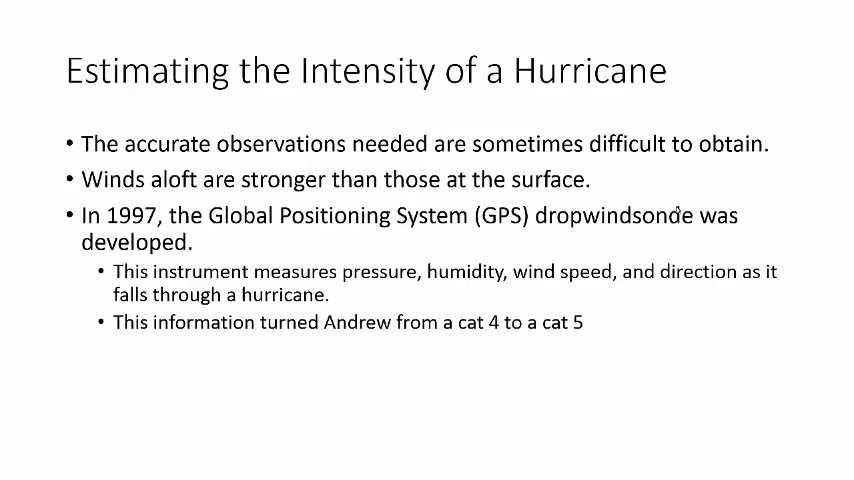 Estimating the Intensity of a Hurricane
• The accurate observations needed are sometimes difficult to obtain.
• Winds aloft are stronger than those at the surface.
• In 1997, the Global Positioning System (GPS) dropwindsonde was
developed.
• This instrument measures pressure, humidity, wind speed, and direction as it
falls through a hurricane.
• This information turned Andrew from a cat 4 to a cat 5